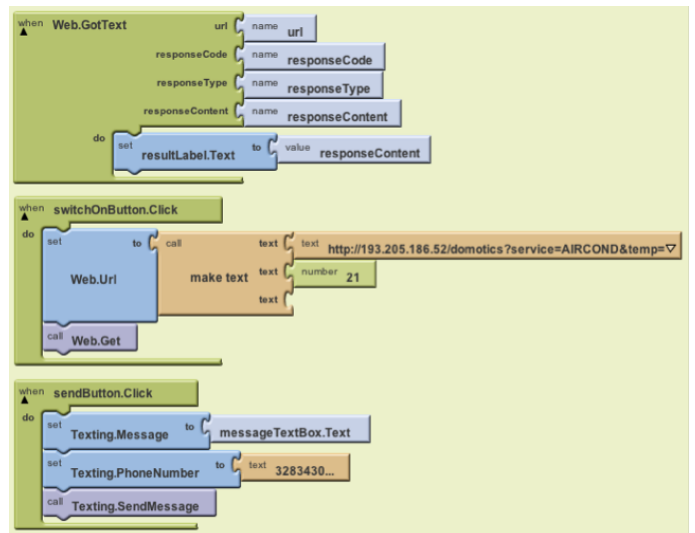 when Web.GotText url name url
responseCode name responseCode
responseType name responseType
responseContent name responseContent
do set resultLabel.Text to value responseContent
when switchOnButton.Click
do set Web.Url to call make text text text http://193.205.186.52/domotics?service=AIRCOND&temp=
text number 21
text
call Web.Get
when sendButton.Click
do set Texting.Message to messageTextBox.Text
set Texting.PhoneNumber to text 3283430...
call Texting.SendMessage